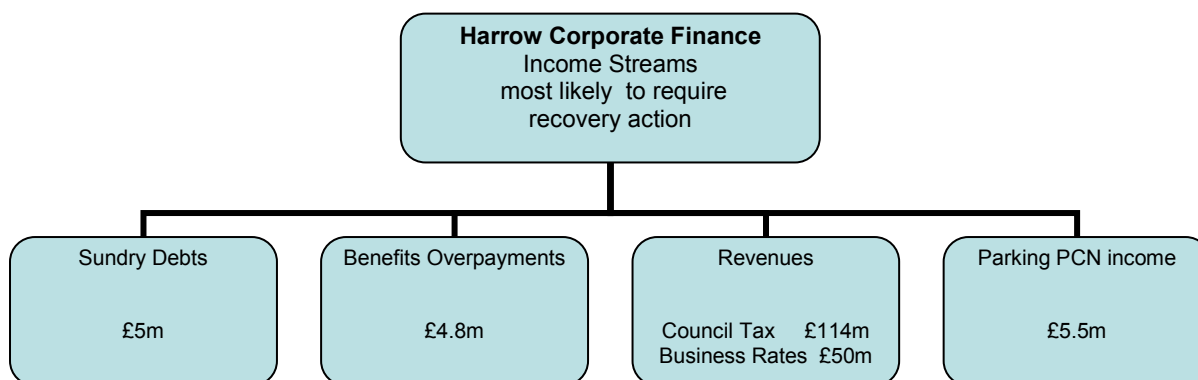 Harrow Corporate Finance
Income Streams
most likely to require
recovery action
Sundry Debts
£5m
Benefits Overpayments
£4.8m
Revenues
Council Tax £114m
Business Rates £50m
Parking PCN income
£5.5m